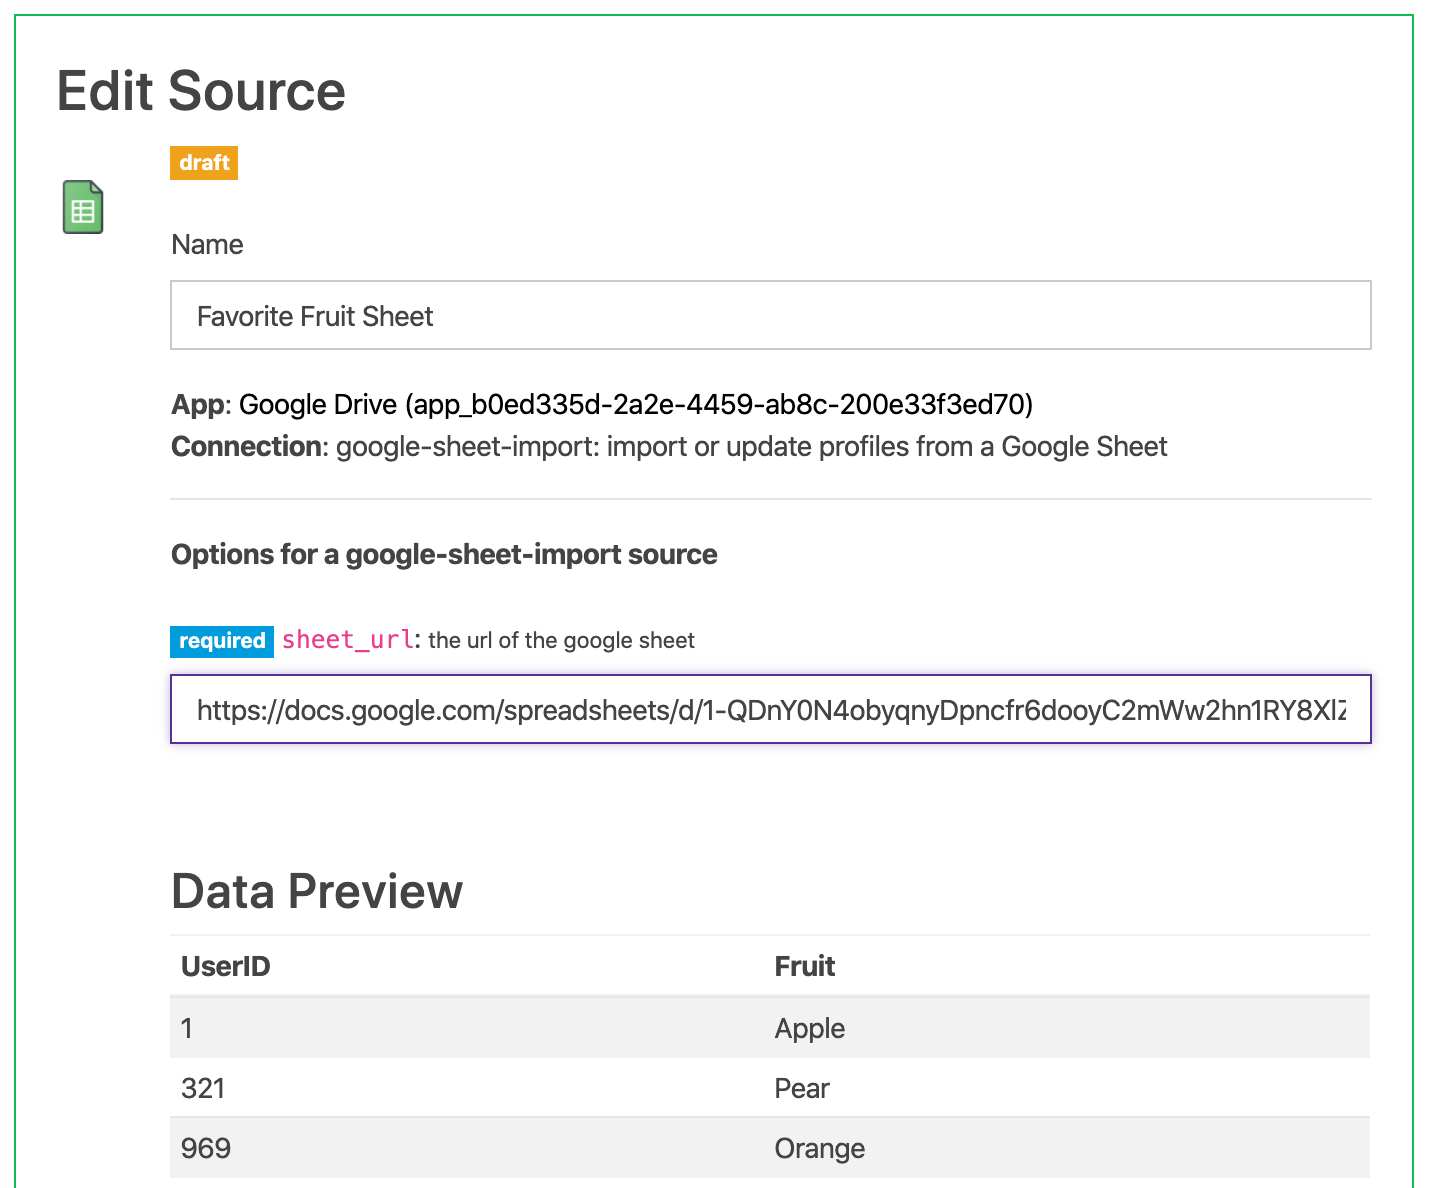 Edit Source
draft
Name
Favorite Fruit Sheet
App: Google Drive (app_b0ed335d-2a2e-4459-ab8c-200e33f3ed70)
Connection: google-sheet-import: import or update profiles from a Google Sheet
Options for a google-sheet-import source
required sheet_url: the url of the google sheet
https://docs.google.com/spreadsheets/d/1-QDnY0N4obyqnyDpncfr6dooyC2mWw2hn1RY8XlZ
Data Preview
UserID Fruit
1 Apple
321 Pear
969 Orange